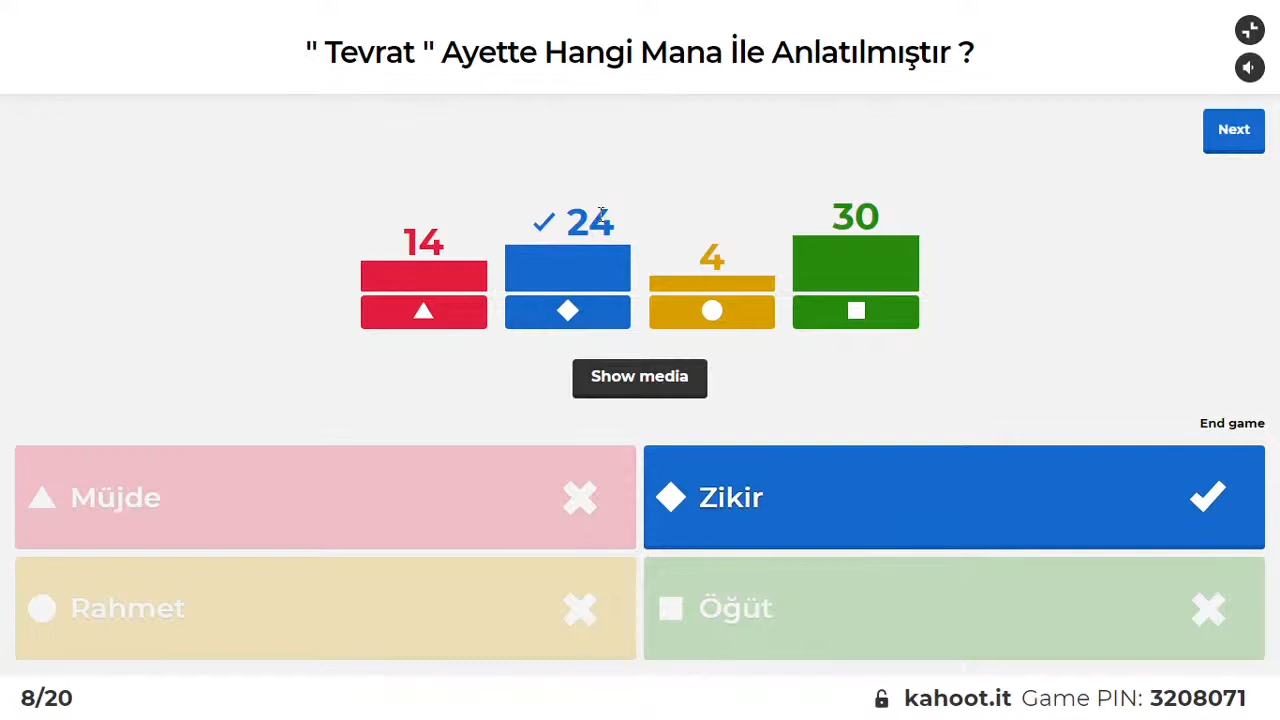 " Tevrat " Ayette Hangi Mana İle Anlatılmıştır ?
Next
14
24
4
30
Show media
End game
Müjde
Zikir
Rahmet
Öğüt
8/20
kahoot.it Game PIN: 3208071